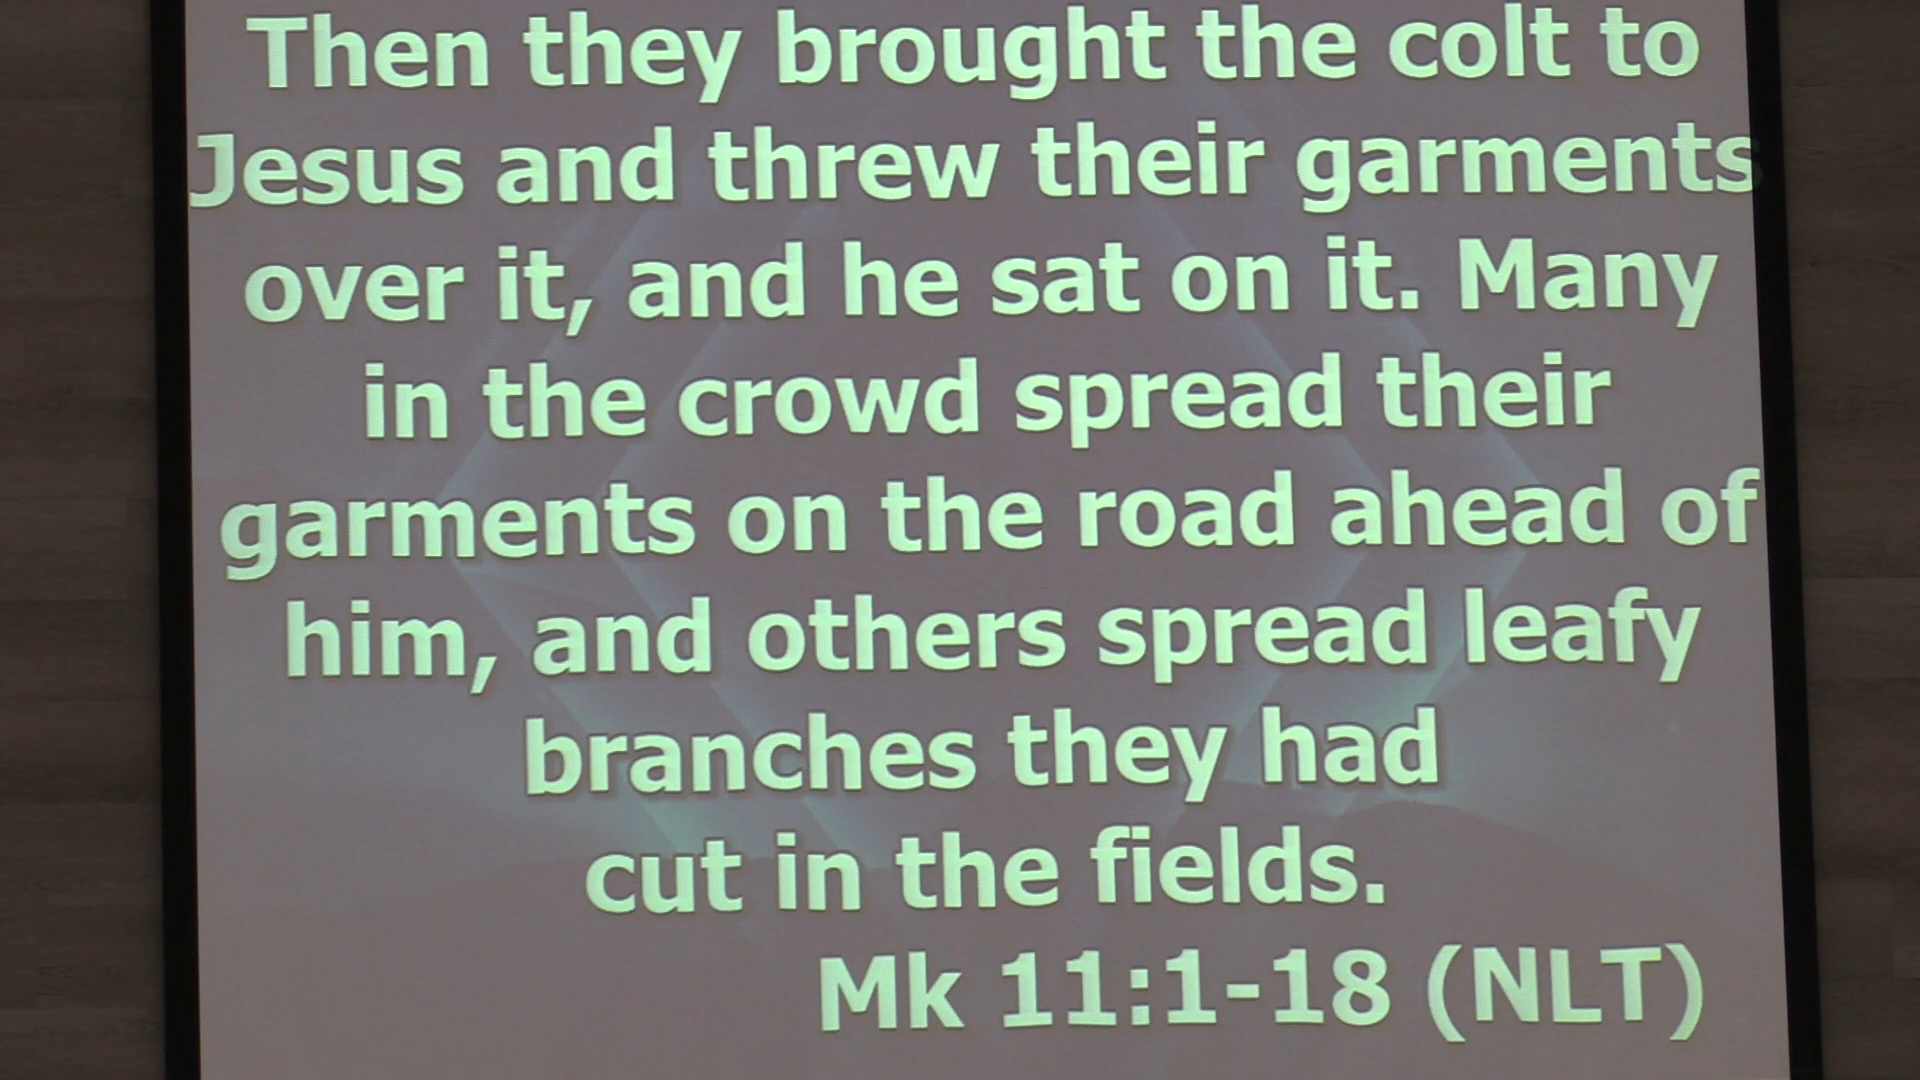 Then they brought the colt to
Jesus and threw their garments
over it, and he sat on it. Many
in the crowd spread their
garments on the road ahead of
him, and others spread leafy
branches they had
cut in the fields.
Mk 11:1-18 (NLT)